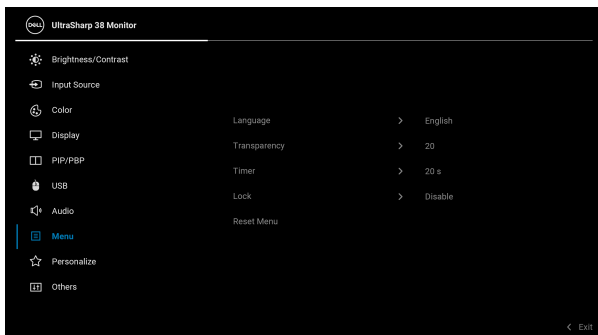 DELL UltraSharp 38 Monitor
Brightness/Contrast
Input Source
Color
Display
PIP/PBP
USB
Audio
Menu
Personalize
Others
Language > English
Transparency > 20
Timer > 20 s
Lock > Disable
Reset Menu
< Exit